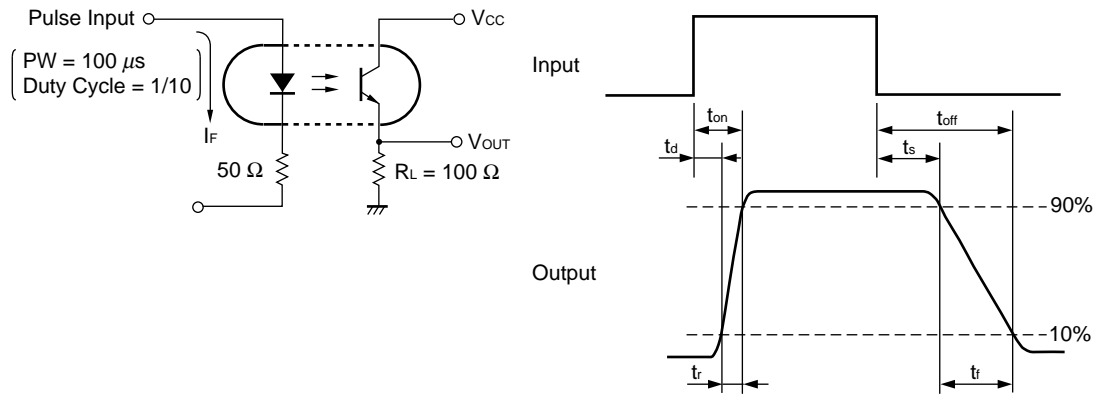 Pulse Input
PW = 100 μs
Duty Cycle = 1/10
IF
50 Ω
VCC
VOUT
RL = 100 Ω
Input
ton
toff
td
ts
90%
Output
10%
tr
tf